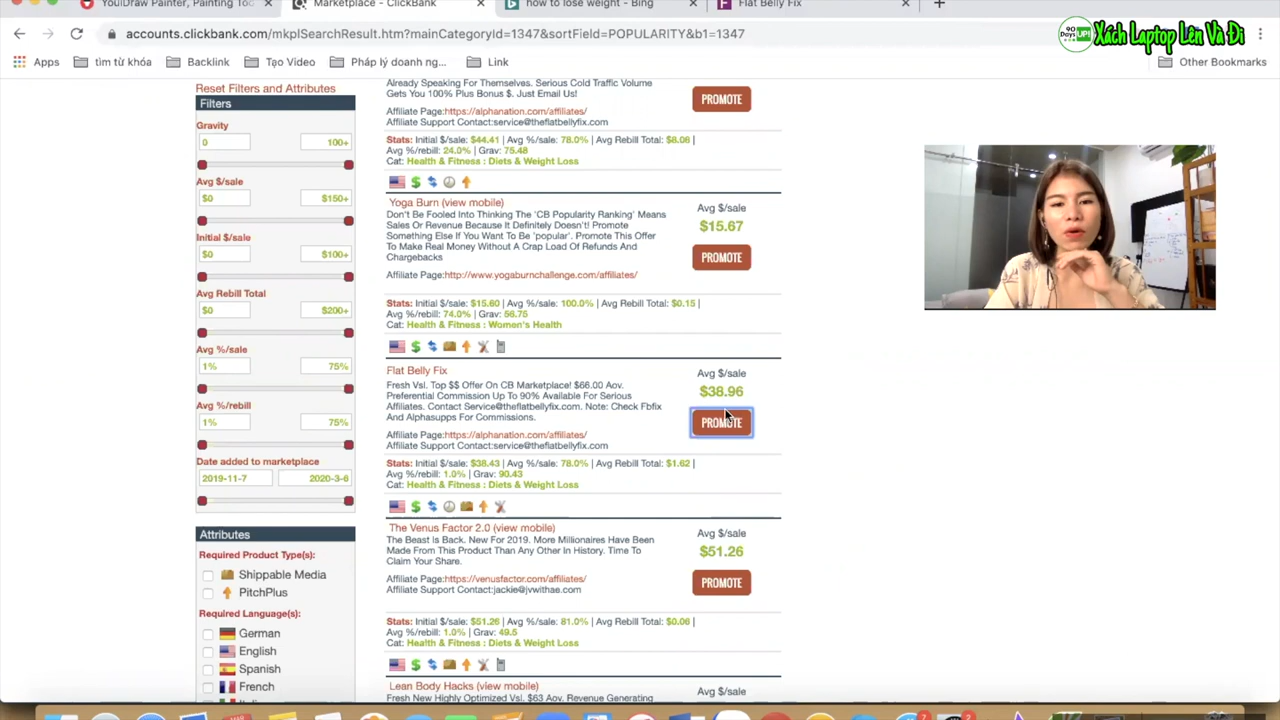 YouiDraw Painter, Painting Too
Marketplace - ClickBank
how to lose weight - Bing
Flat Belly Fix
accounts.clickbank.com/mkplSearchResult.htm?mainCategoryId=1347&sortField=POPULARITY&b1=1347
90 Days UP!
Xách Laptop Lên Và Đi
Apps
tìm từ khóa
Backlink
Tạo Video
Pháp lý doanh ng...
Link
Other Bookmarks
Reset Filters and Attributes
Filters
Gravity
0
100+
Avg $/sale
$0
$150+
Initial $/sale
$0
$100+
Avg Rebill Total
$0
$200+
Avg %/sale
1%
75%
Avg %/rebill
1%
75%
Date added to marketplace
2019-11-7
2020-3-6
Attributes
Required Product Type(s):
Shippable Media
PitchPlus
Required Language(s):
German
English
Spanish
French
Already Speaking For Themselves. Serious Cold Traffic Volume
Gets You 100% Plus Bonus $. Just Email Us!
PROMOTE
Affiliate Page:https://alphanation.com/affiliates/
Affiliate Support Contact:service@theflatbellyfix.com
Stats: Initial $/sale: $44.41 | Avg %/sale: 78.0% | Avg Rebill Total: $8.08 |
Avg %/rebill: 24.0% | Grav: 75.48
Cat: Health & Fitness : Diets & Weight Loss
Yoga Burn (view mobile)
Don't Be Fooled Into Thinking The 'CB Popularity Ranking' Means
Sales Or Revenue Because It Definitely Doesn't! Promote
Something Else If You Want To Be 'popular'. Promote This Offer
To Make Real Money Without A Crap Load Of Refunds And
Chargebacks
Avg $/sale
$15.67
PROMOTE
Affiliate Page:http://www.yogaburnchallenge.com/affiliates/
Stats: Initial $/sale: $15.60 | Avg %/sale: 100.0% | Avg Rebill Total: $0.15 |
Avg %/rebill: 74.0% | Grav: 56.75
Cat: Health & Fitness : Women's Health
Flat Belly Fix
Fresh Vsl. Top $$ Offer On CB Marketplace! $66.00 Aov.
Preferential Commission Up To 90% Available For Serious
Affiliates. Contact Service@theflatbellyfix.com. Note: Check Fbfix
And Alphasupps For Commissions.
Avg $/sale
$38.96
PROMOTE
Affiliate Page:https://alphanation.com/affiliates/
Affiliate Support Contact:service@theflatbellyfix.com
Stats: Initial $/sale: $38.43 | Avg %/sale: 78.0% | Avg Rebill Total: $1.62 |
Avg %/rebill: 1.0% | Grav: 90.43
Cat: Health & Fitness : Diets & Weight Loss
The Venus Factor 2.0 (view mobile)
The Beast Is Back. New For 2019. More Millionaires Have Been
Made From This Product Than Any Other In History. Time To
Claim Your Share.
Avg $/sale
$51.26
PROMOTE
Affiliate Page:https://venusfactor.com/affiliates/
Affiliate Support Contact:jackie@jvwithae.com
Stats: Initial $/sale: $51.26 | Avg %/sale: 81.0% | Avg Rebill Total: $0.06 |
Avg %/rebill: 1.0% | Grav: 49.5
Cat: Health & Fitness : Diets & Weight Loss
Lean Body Hacks (view mobile)
Fresh New Highly Optimized Vsl. $63 Aov. Revenue Generating
Avg $/sale